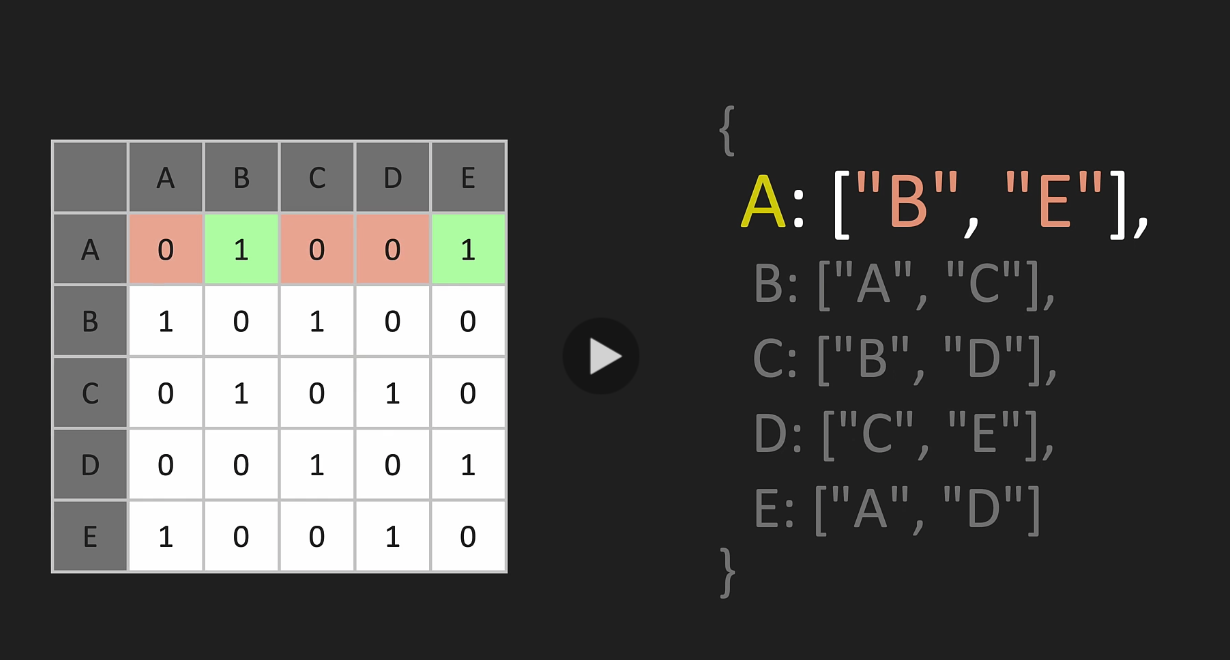 A B C D E
A 0 1 0 0 1
B 1 0 1 0 0
C 0 1 0 1 0
D 0 0 1 0 1
E 1 0 0 1 0
{
A: ["B", "E"],
B: ["A", "C"],
C: ["B", "D"],
D: ["C", "E"],
E: ["A", "D"]
}